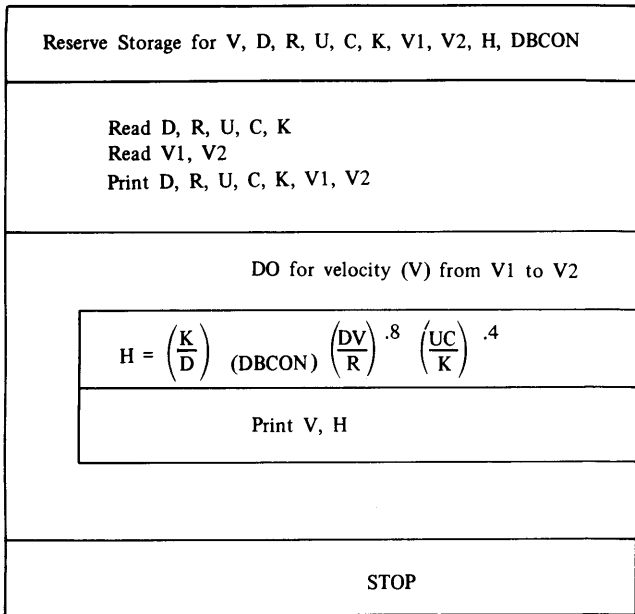 Reserve Storage for V, D, R, U, C, K, V1, V2, H, DBCON
Read D, R, U, C, K
Read V1, V2
Print D, R, U, C, K, V1, V2
DO for velocity (V) from V1 to V2
H = (K/D) (DBCON) (DV/R) .8 (UC/K) .4
Print V, H
STOP